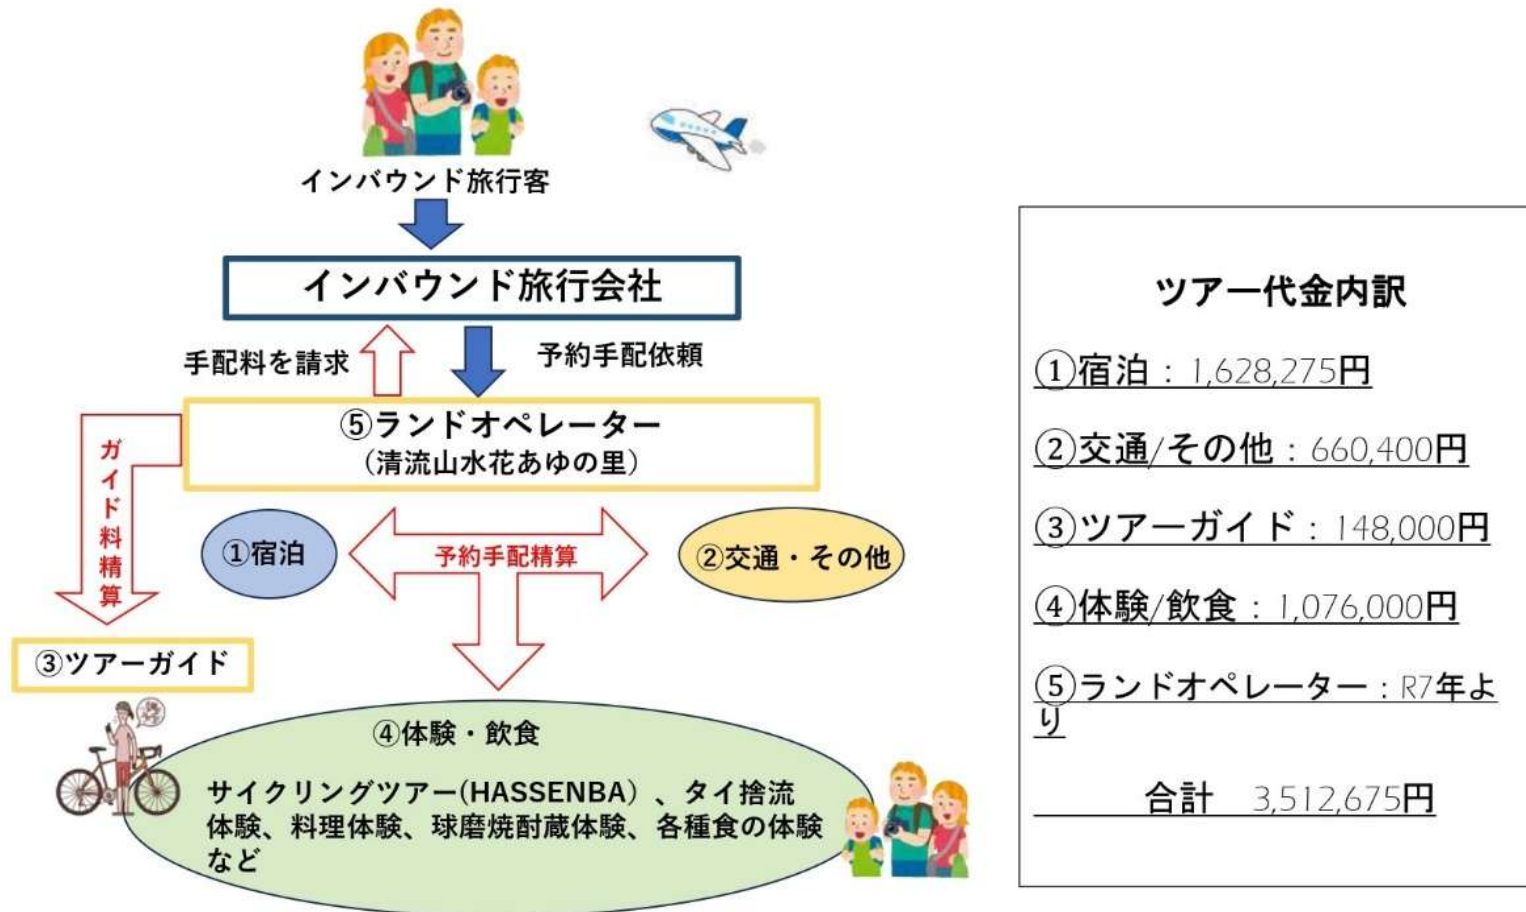 インバウンド旅行客
インバウンド旅行会社
手配料を請求
予約手配依頼
⑤ランドオペレーター
（清流山水花あゆの里）
ガイド料精算
①宿泊
予約手配精算
②交通・その他
③ツアーガイド
④体験・飲食
サイクリングツアー(HASSENBA）、タイ捨流
体験、料理体験、球磨焼酎蔵体験、各種食の体験
など
ツアー代金内訳
①宿泊：1,628,275円
②交通/その他：660,400円
③ツアーガイド：148,000円
④体験/飲食：1,076,000円
⑤ランドオペレーター：R7年よ
り
合計　3,512,675円